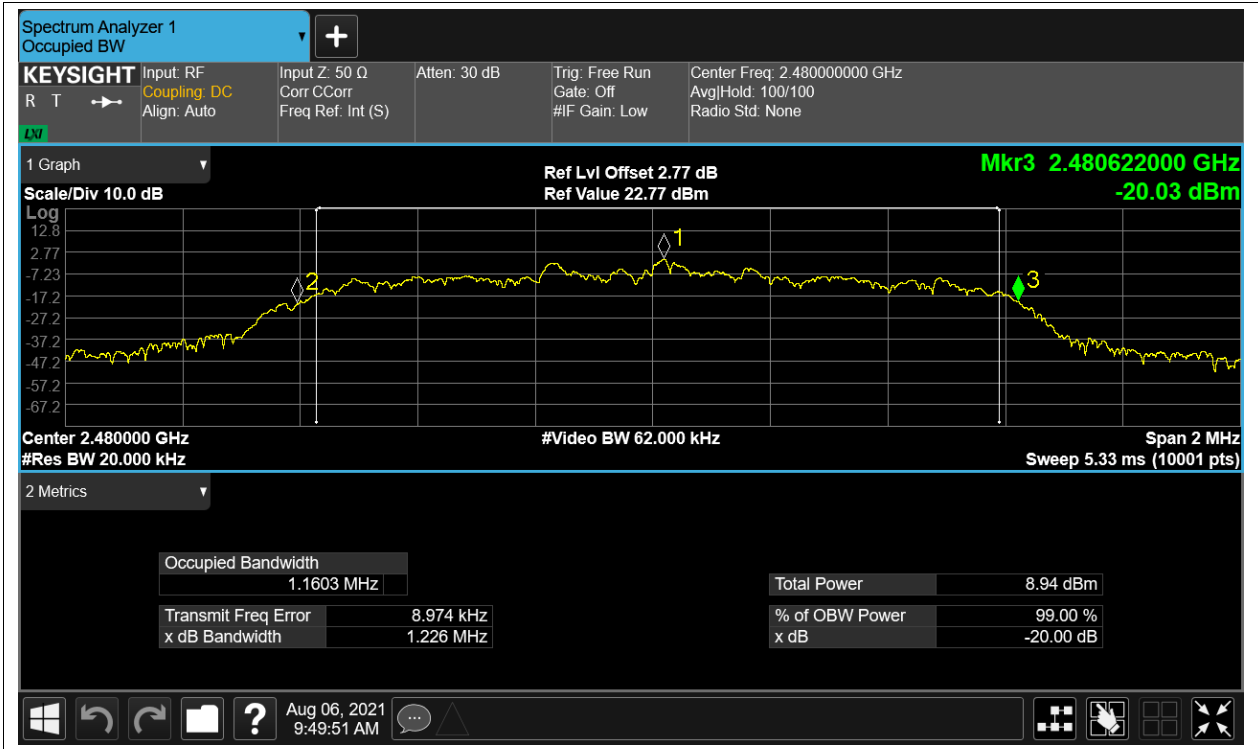 Spectrum Analyzer 1
Occupied BW
KEYSIGHT
R T
LXI
Input: RF
Coupling: DC
Align: Auto
Input Z: 50 Ω
Corr CCorr
Freq Ref: Int (S)
Atten: 30 dB
Trig: Free Run
Gate: Off
#IF Gain: Low
Center Freq: 2.480000000 GHz
Avg|Hold: 100/100
Radio Std: None
1 Graph
Scale/Div 10.0 dB
Ref Lvl Offset 2.77 dB
Ref Value 22.77 dBm
Mkr3 2.480622000 GHz
-20.03 dBm
Log
12.8
2.77
-7.23
-17.2
-27.2
-37.2
-47.2
-57.2
-67.2
1
2
3
Center 2.480000 GHz
#Res BW 20.000 kHz
#Video BW 62.000 kHz
Span 2 MHz
Sweep 5.33 ms (10001 pts)
2 Metrics
Occupied Bandwidth
1.1603 MHz
Transmit Freq Error 8.974 kHz
x dB Bandwidth 1.226 MHz
Total Power 8.94 dBm
% of OBW Power 99.00 %
x dB -20.00 dB
?
Aug 06, 2021
9:49:51 AM